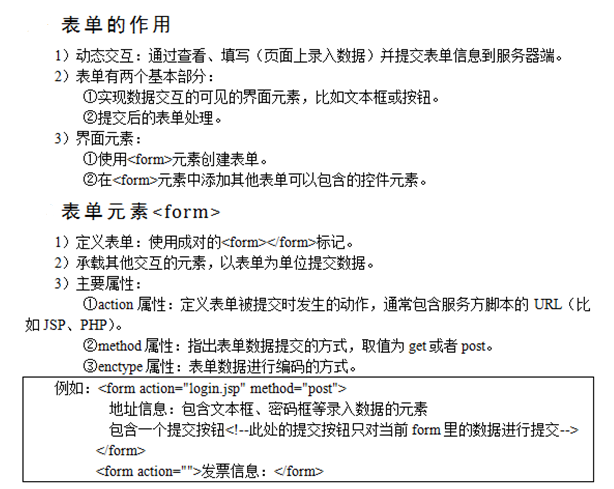 表单的作用
1）动态交互：通过查看、填写（页面上录入数据）并提交表单信息到服务器端。
2）表单有两个基本部分：
①实现数据交互的可见的界面元素，比如文本框或按钮。
②提交后的表单处理。
3）界面元素：
①使用<form>元素创建表单。
②在<form>元素中添加其他表单可以包含的控件元素。
表单元素<form>
1）定义表单：使用成对的<form></form>标记。
2）承载其他交互的元素，以表单为单位提交数据。
3）主要属性：
①action 属性：定义表单被提交时发生的动作，通常包含服务方脚本的 URL（比
如 JSP、PHP）。
②method 属性：指出表单数据提交的方式，取值为 get 或者 post。
③enctype 属性：表单数据进行编码的方式。
例如：<form action="login.jsp" method="post">
地址信息：包含文本框、密码框等录入数据的元素
包含一个提交按钮<!--此处的提交按钮只对当前 form 里的数据进行提交-->
</form>
<form action="">发票信息：</form>